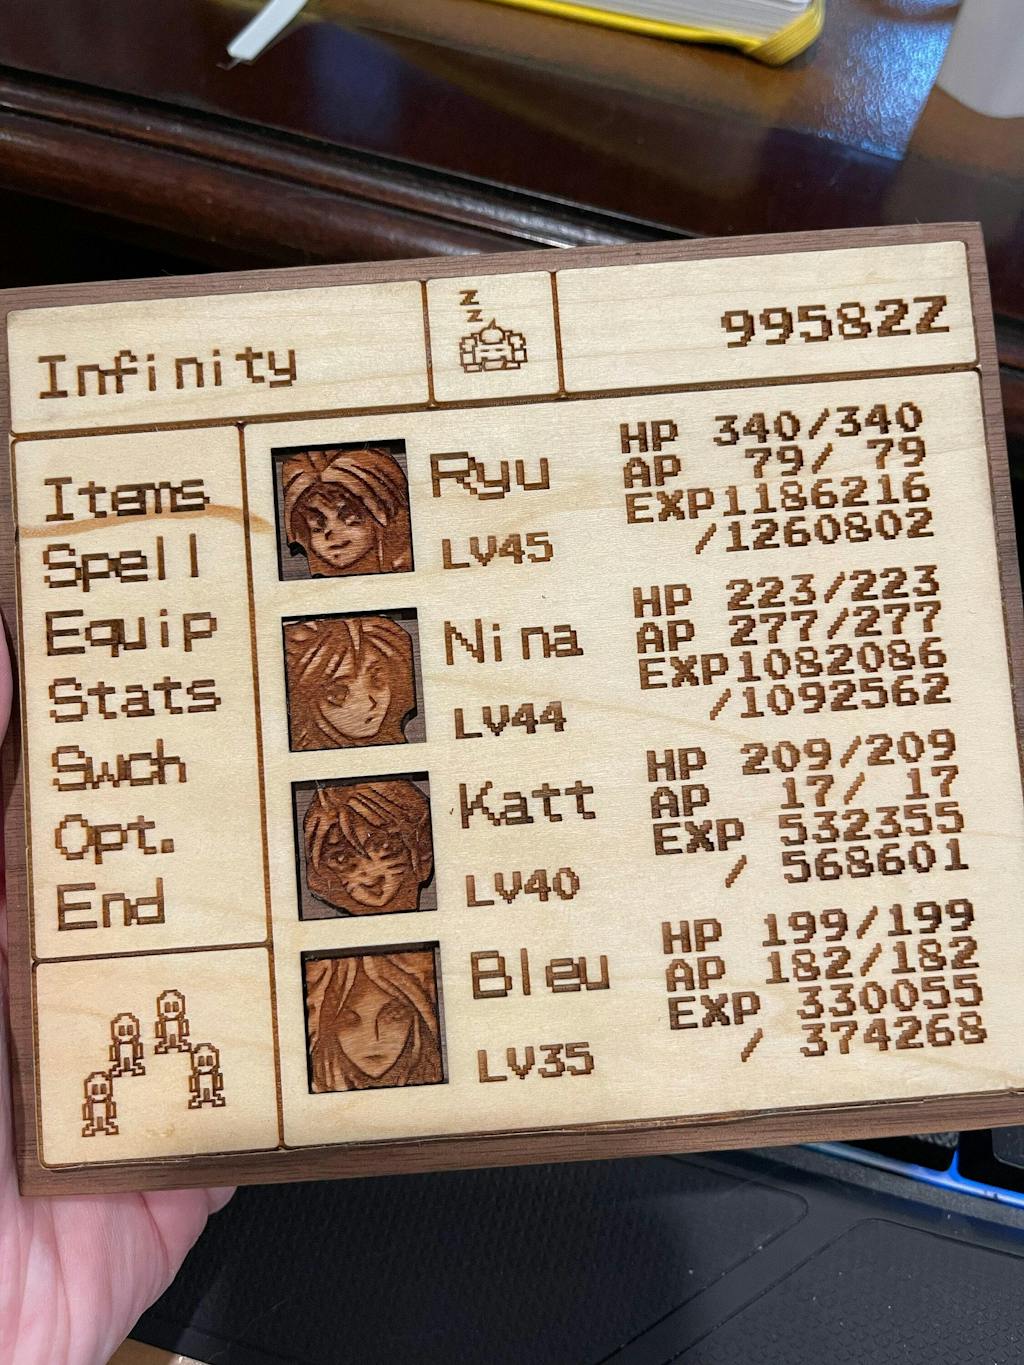 Infinity
z
z
99582Z
Items
Spell
Equip
Stats
Swch
Opt.
End
Ryu
LV45
HP 340/340
AP 79/ 79
EXP1186216
/1260802
Nina
LV44
HP 223/223
AP 277/277
EXP1082086
/1092562
Katt
LV40
HP 209/209
AP 17/ 17
EXP 532355
/ 568601
Bleu
LV35
HP 199/199
AP 182/182
EXP 330055
/ 374268